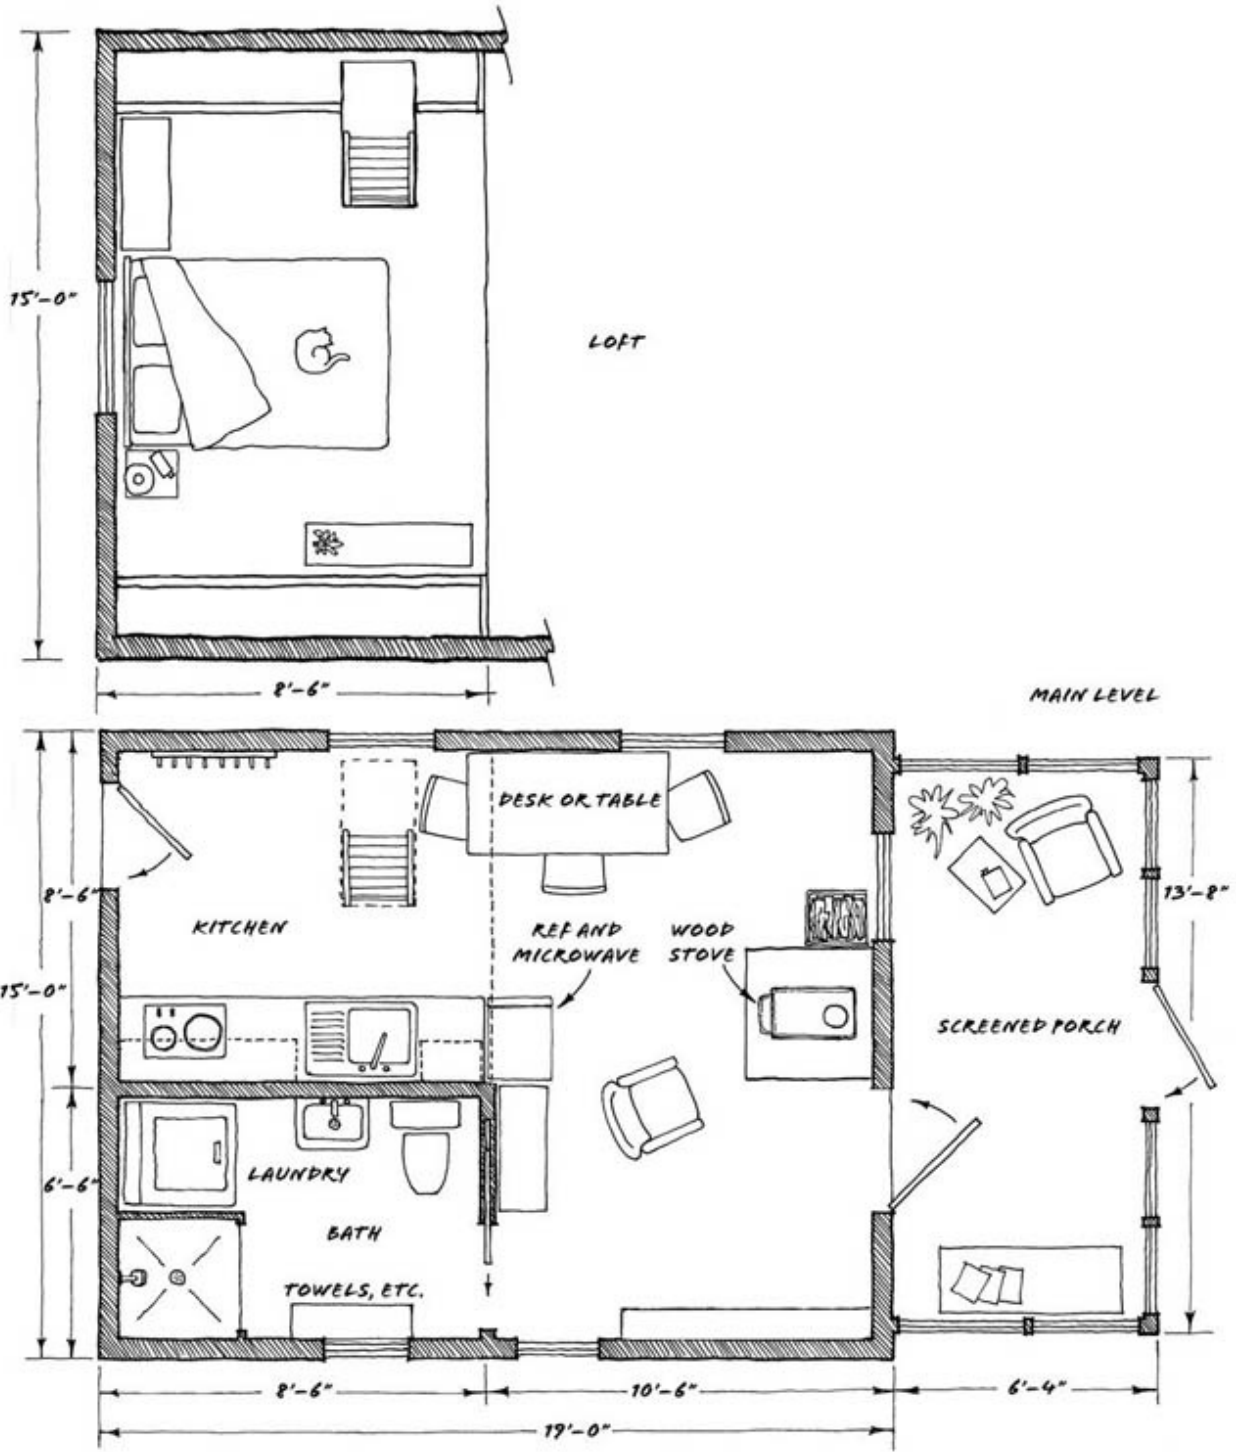 15'-0"
LOFT
8'-6"
MAIN LEVEL
DESK OR TABLE
8'-6"
13'-8"
KITCHEN
REF AND
MICROWAVE
WOOD
STOVE
15'-0"
SCREENED PORCH
6'-6"
LAUNDRY
BATH
TOWELS, ETC.
8'-6"
10'-6"
6'-4"
19'-0"